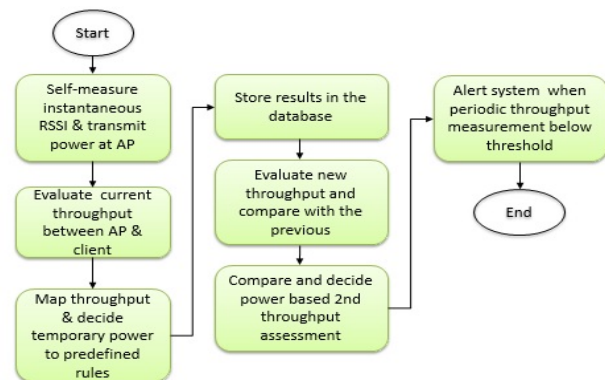 Start
Self-measure
instantaneous
RSSI & transmit
power at AP
Evaluate current
throughput
between AP &
client
Map throughput
& decide
temporary power
to predefined
rules
Store results in the
database
Evaluate new
throughput and
compare with the
previous
Compare and decide
power based 2nd
throughput
assessment
Alert system when
periodic throughput
measurement below
threshold
End